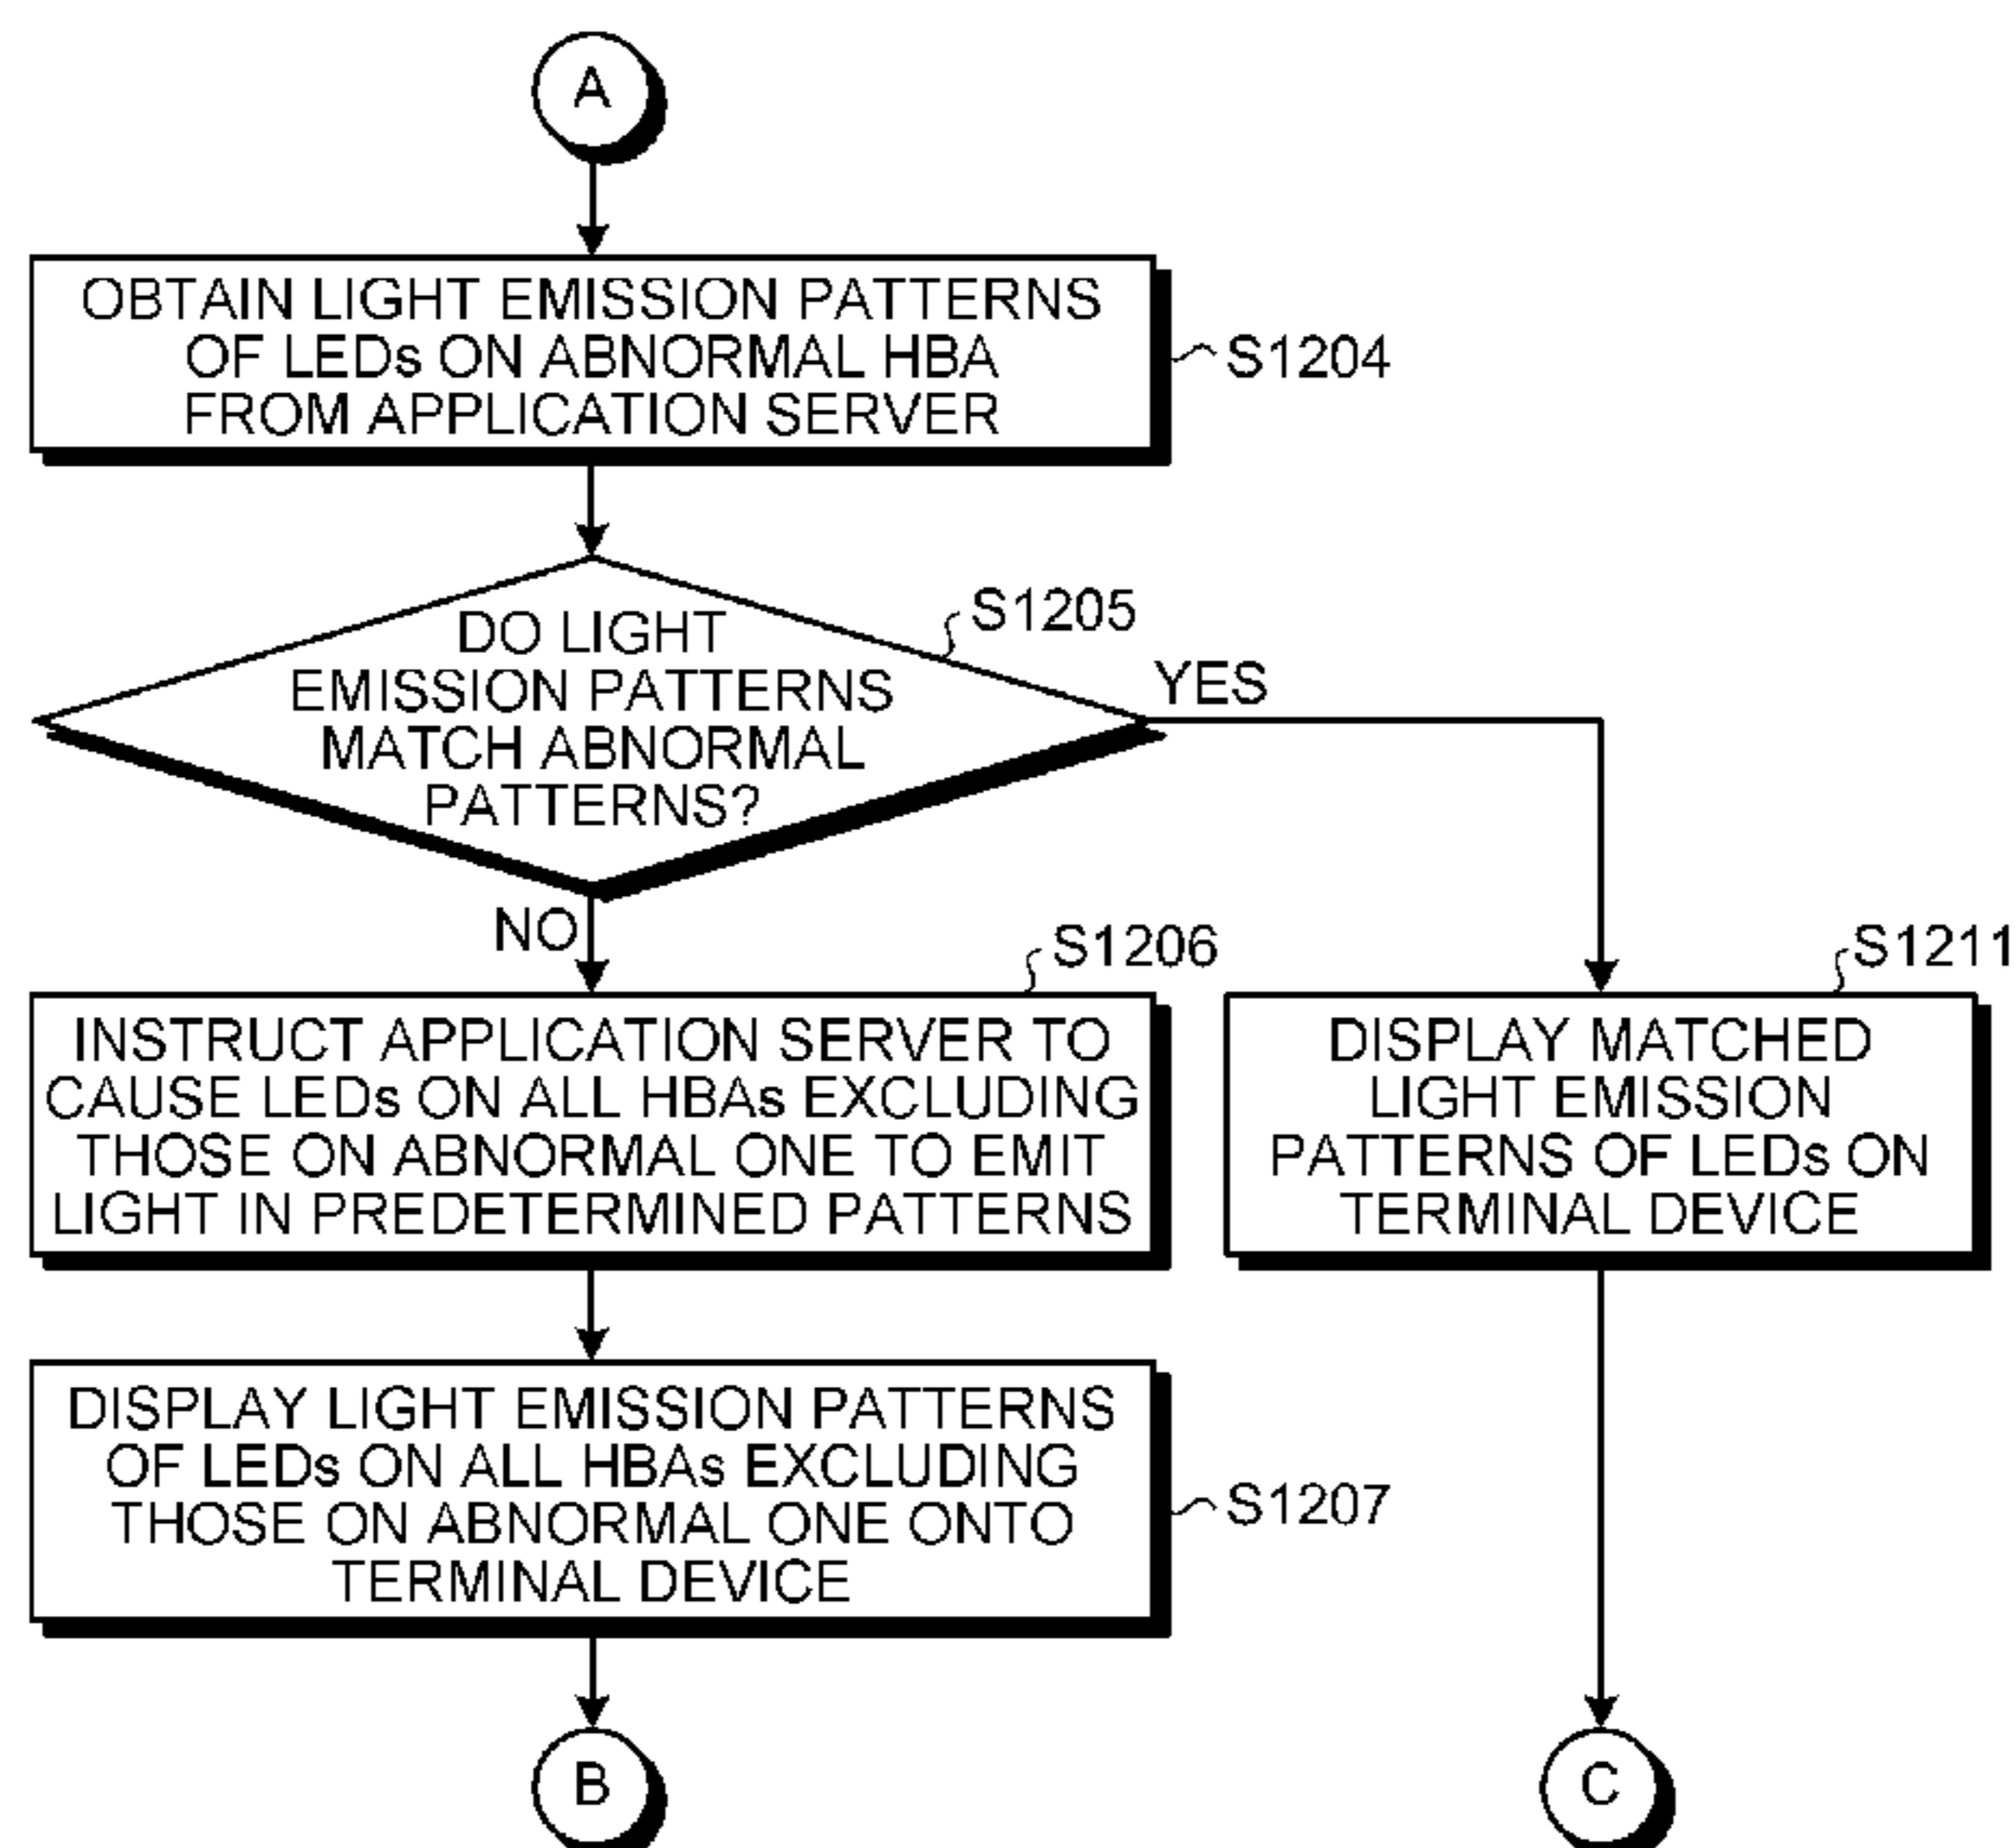 A
OBTAIN LIGHT EMISSION PATTERNS
OF LEDs ON ABNORMAL HBA
FROM APPLICATION SERVER
S1204
DO LIGHT
EMISSION PATTERNS
MATCH ABNORMAL
PATTERNS?
S1205
YES
NO
S1206
INSTRUCT APPLICATION SERVER TO
CAUSE LEDs ON ALL HBAs EXCLUDING
THOSE ON ABNORMAL ONE TO EMIT
LIGHT IN PREDETERMINED PATTERNS
S1211
DISPLAY MATCHED
LIGHT EMISSION
PATTERNS OF LEDs ON
TERMINAL DEVICE
DISPLAY LIGHT EMISSION PATTERNS
OF LEDs ON ALL HBAs EXCLUDING
THOSE ON ABNORMAL ONE ONTO
TERMINAL DEVICE
S1207
B
C